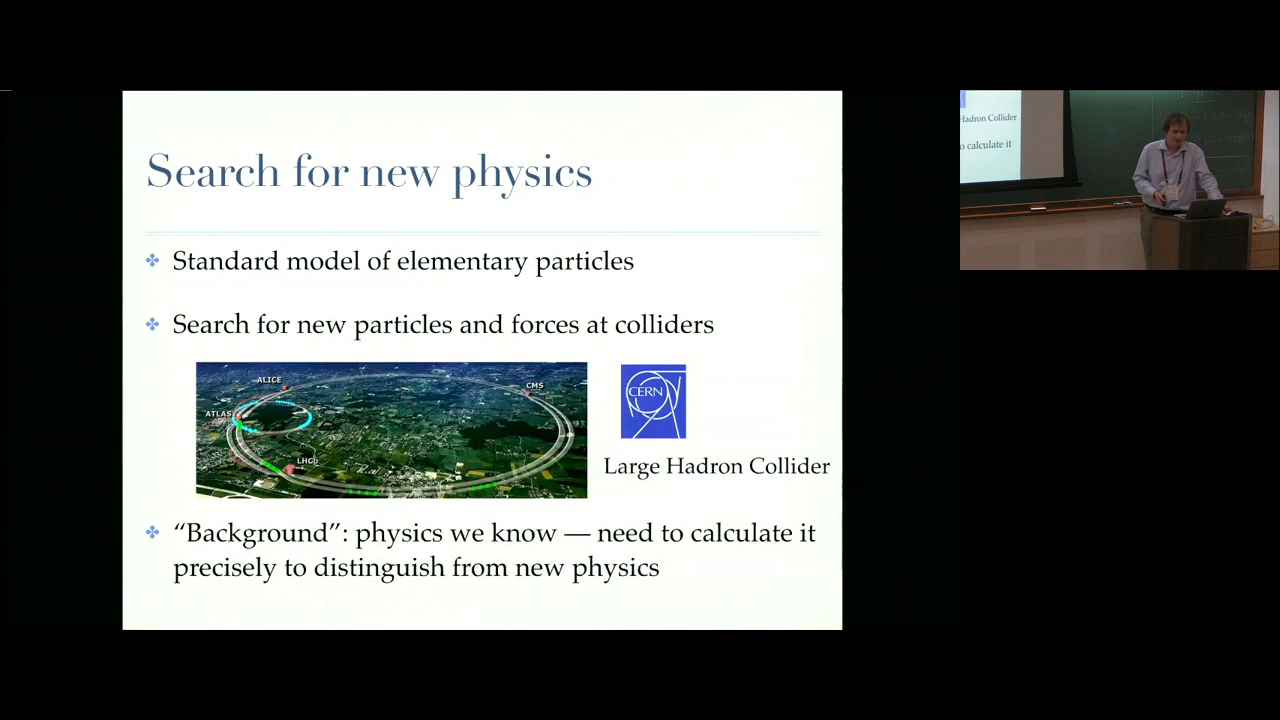 Search for new physics
Standard model of elementary particles
Search for new particles and forces at colliders
ALICE
CMS
ATLAS
LHCb
CERN
Large Hadron Collider
“Background”: physics we know — need to calculate it
precisely to distinguish from new physics
Hadron Collider
o calculate it